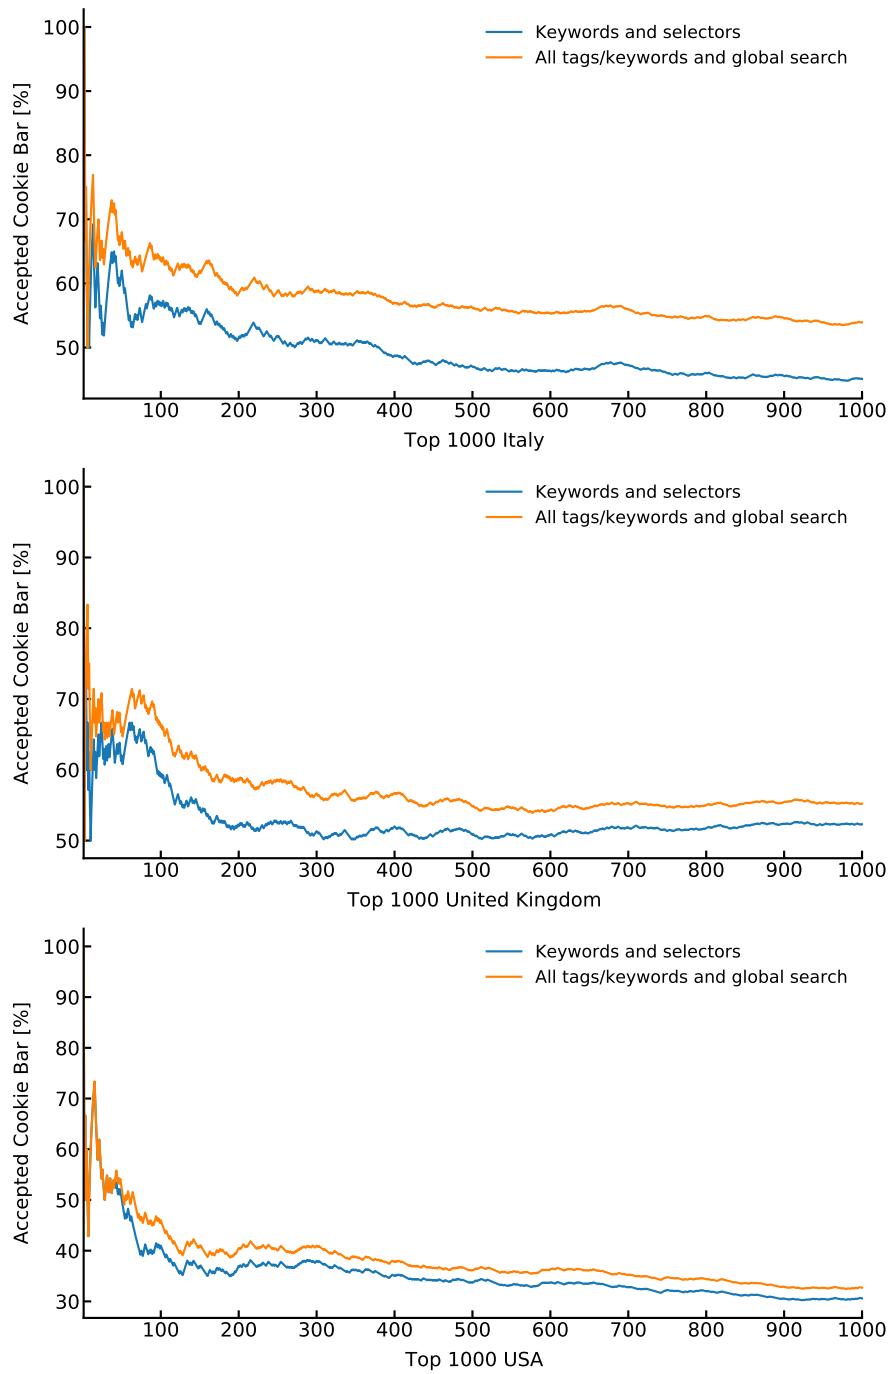 100
90
80
70
60
50
Accepted Cookie Bar [%]
Keywords and selectors
All tags/keywords and global search
100 200 300 400 500 600 700 800 900 1000
Top 1000 Italy
100
90
80
70
60
50
Accepted Cookie Bar [%]
Keywords and selectors
All tags/keywords and global search
100 200 300 400 500 600 700 800 900 1000
Top 1000 United Kingdom
100
90
80
70
60
50
40
30
Accepted Cookie Bar [%]
Keywords and selectors
All tags/keywords and global search
100 200 300 400 500 600 700 800 900 1000
Top 1000 USA